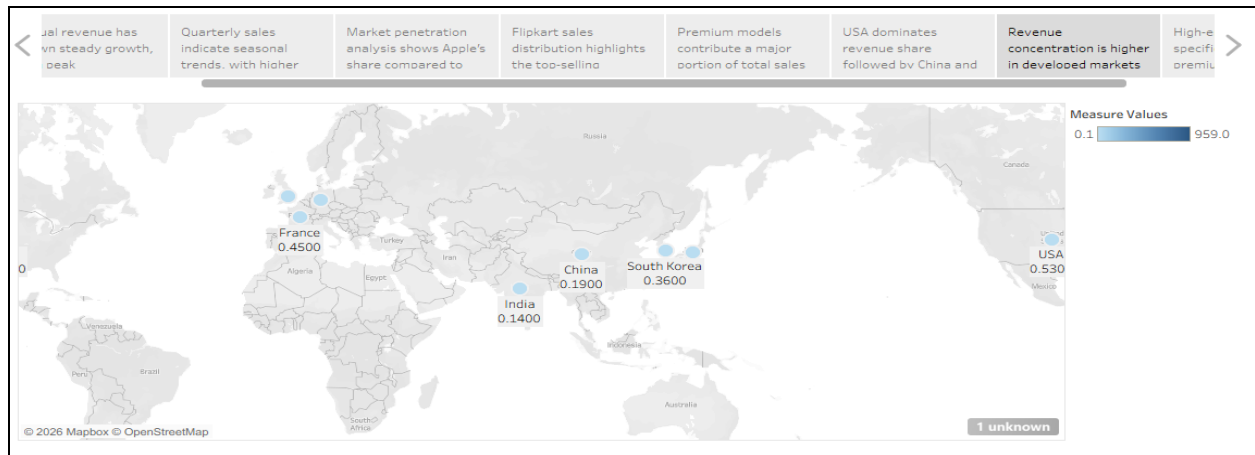 ual revenue has
wn steady growth,
peak
Quarterly sales
indicate seasonal
trends, with higher
Market penetration
analysis shows Apple's
share compared to
Flipkart sales
distribution highlights
the top-selling
Premium models
contribute a major
portion of total sales
USA dominates
revenue share
followed by China and
Revenue
concentration is higher
in developed markets
High-e
specifi
premiu
Measure Values
0.1 959.0
Russia
Canada
France
0.4500
Turkey
Iran
Algeria
Egypt
China
0.1900
South Korea
0.3600
India
0.1400
USA
0.530
Mexico
0
Venezuela
Peru
Brazil
Indonesia
Australia
South
Africa
© 2026 Mapbox © OpenStreetMap
1 unknown